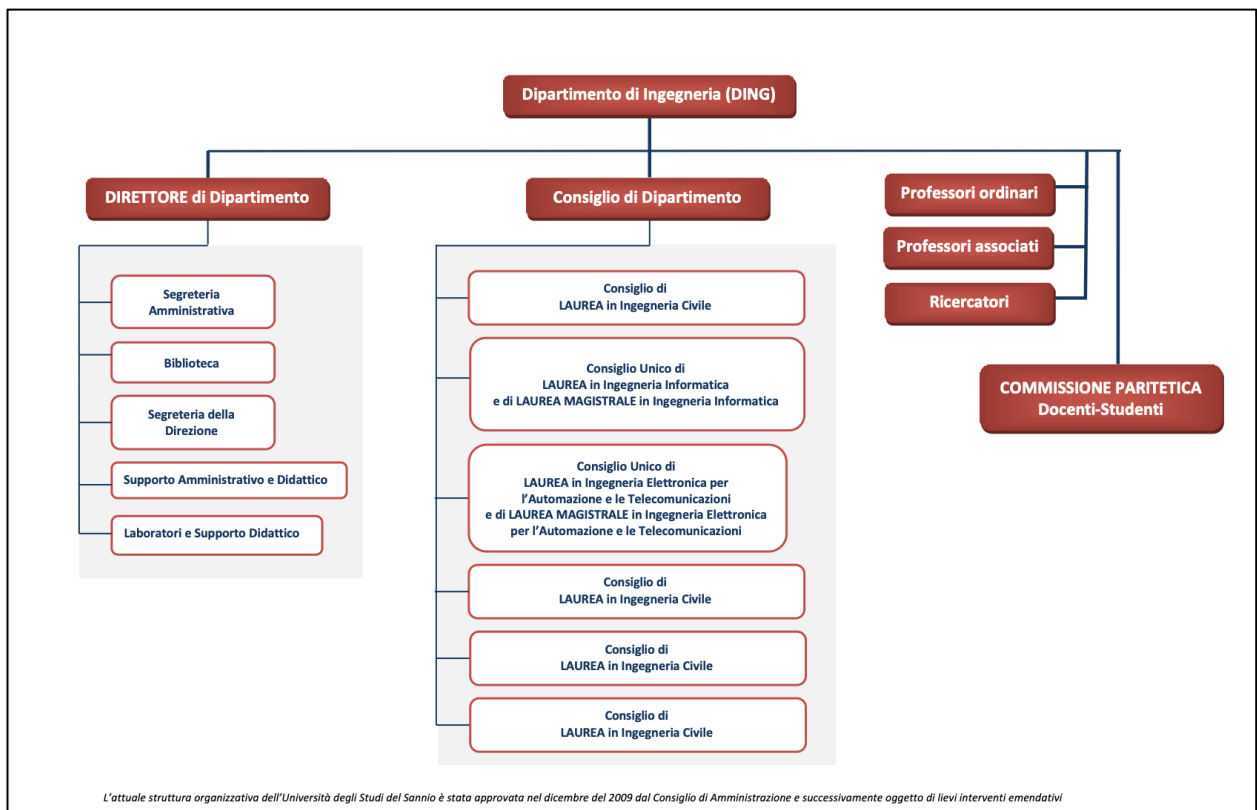 Dipartimento di Ingegneria (DING)
DIRETTORE di Dipartimento
Segreteria
Amministrativa
Biblioteca
Segreteria della
Direzione
Supporto Amministrativo e Didattico
Laboratori e Supporto Didattico
Consiglio di Dipartimento
Consiglio di
LAUREA in Ingegneria Civile
Consiglio Unico di
LAUREA in Ingegneria Informatica
e di LAUREA MAGISTRALE in Ingegneria Informatica
Consiglio Unico di
LAUREA in Ingegneria Elettronica per
l’Automazione e le Telecomunicazioni
e di LAUREA MAGISTRALE in Ingegneria Elettronica
per l’Automazione e le Telecomunicazioni
Consiglio di
LAUREA in Ingegneria Civile
Consiglio di
LAUREA in Ingegneria Civile
Consiglio di
LAUREA in Ingegneria Civile
Professori ordinari
Professori associati
Ricercatori
COMMISSIONE PARITETICA
Docenti-Studenti
L’attuale struttura organizzativa dell’Università degli Studi del Sannio è stata approvata nel dicembre del 2009 dal Consiglio di Amministrazione e successivamente oggetto di lievi interventi emendativi